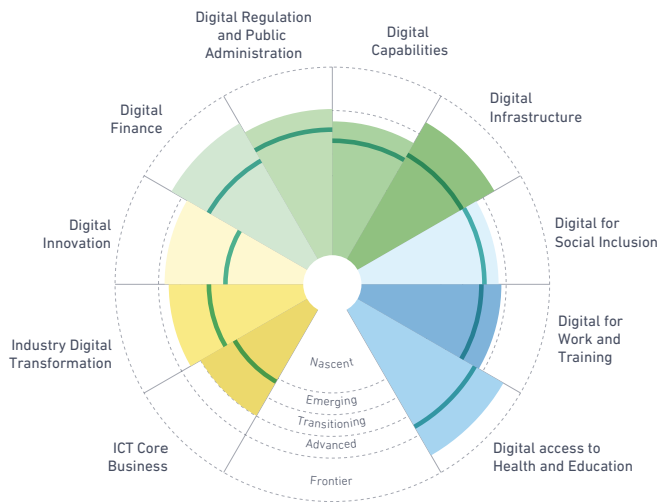 Digital Regulation
and Public
Administration
Digital
Capabilities
Digital
Finance
Digital
Infrastructure
Digital
Innovation
Digital for
Social Inclusion
Industry Digital
Transformation
Digital for
Work and
Training
Nascent
Emerging
Transitioning
Advanced
Frontier
ICT Core
Business
Digital access to
Health and Education